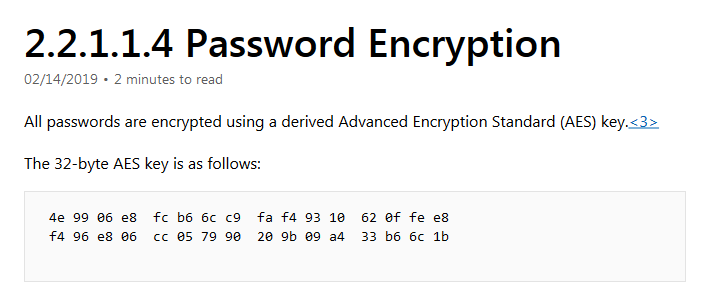 2.2.1.1.4 Password Encryption
02/14/2019 • 2 minutes to read
All passwords are encrypted using a derived Advanced Encryption Standard (AES) key.<3>
The 32-byte AES key is as follows:
4e 99 06 e8  fc b6 6c c9  fa f4 93 10  62 0f fe e8
f4 96 e8 06  cc 05 79 90  20 9b 09 a4  33 b6 6c 1b